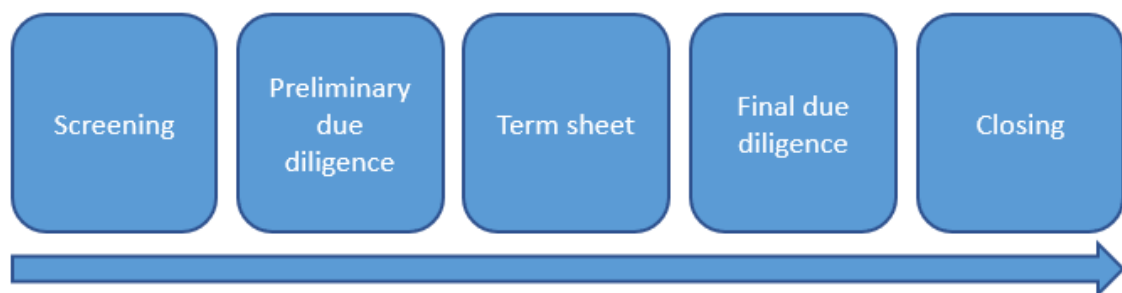 Screening
Preliminary
due
diligence
Term sheet
Final due
diligence
Closing